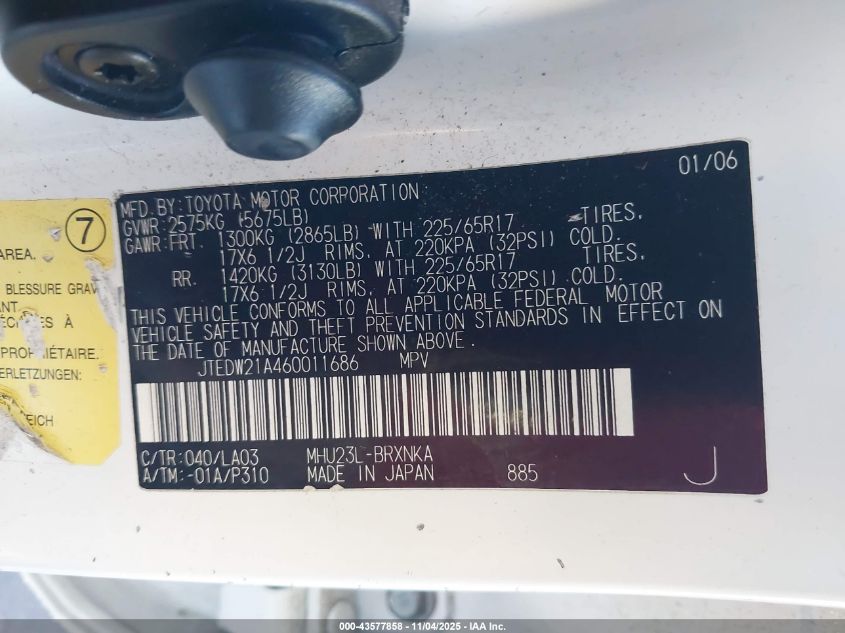 01/06
MFD.BY:TOYOTA MOTOR CORPORATION
GVWR:2575KG (5675LB)
GAWR:FRT. 1300KG (2865LB) WITH 225/65R17 TIRES,
17X6 1/2J RIMS, AT 220KPA (32PSI) COLD.
RR. 1420KG (3130LB) WITH 225/65R17 TIRES,
17X6 1/2J RIMS, AT 220KPA (32PSI) COLD.
THIS VEHICLE CONFORMS TO ALL APPLICABLE FEDERAL MOTOR
VEHICLE SAFETY AND THEFT PREVENTION STANDARDS IN EFFECT ON
THE DATE OF MANUFACTURE SHOWN ABOVE.
JTEDW21A460011686 MPV
C/TR:040/LA03 MHU23L-BRXNKA
A/TM:-01A/P310 MADE IN JAPAN 885 J
7
AREA.
BLESSURE GRAV
À
PROPRIÉTAIRE.
ERLETZUNGEN:
000-43577858 - 11/04/2025 - IAA Inc.